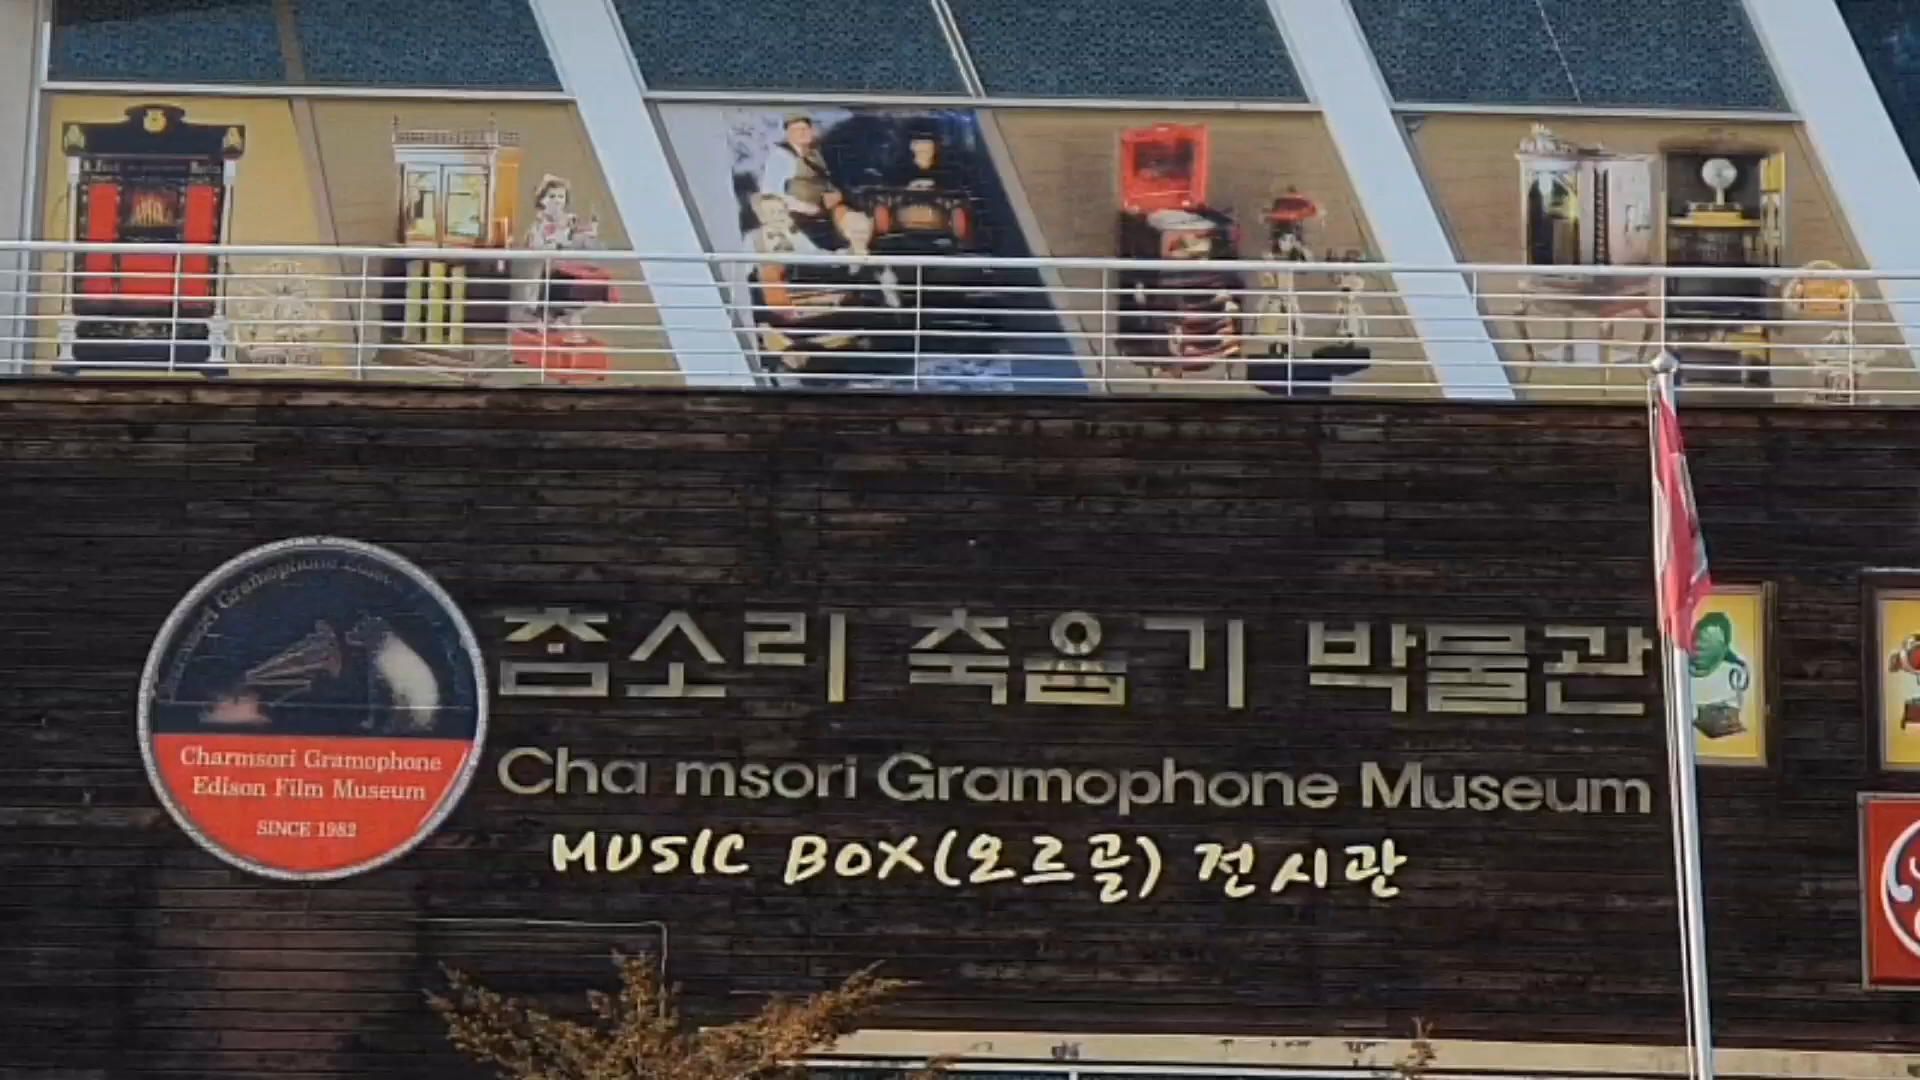 Charmsori Gramophone
Edison Film Museum
SINCE 1982
참소리 축음기 박물관
Cha msori Gramophone Museum
MUSIC BOX(오르골) 전시관